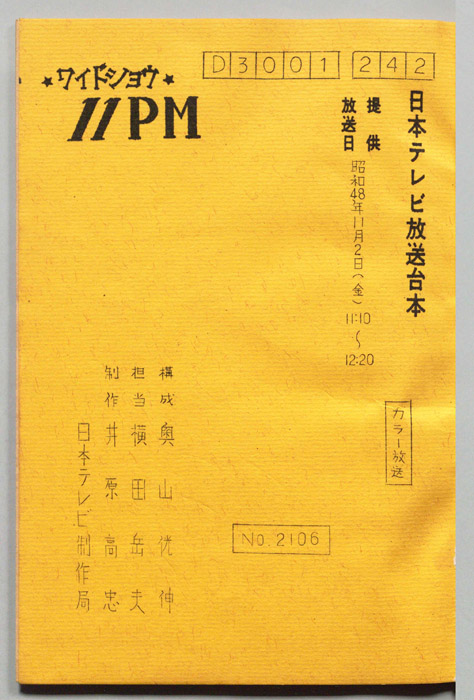 D3001 242
ワイドショウ
11PM
日本テレビ放送台本
提供
放送日 昭和48年11月2日(金) 11:10〜12:20
カラー放送
構成 奥山侊伸
担当 横田岳夫
制作 井原高忠
日本テレビ制作局
No.2106